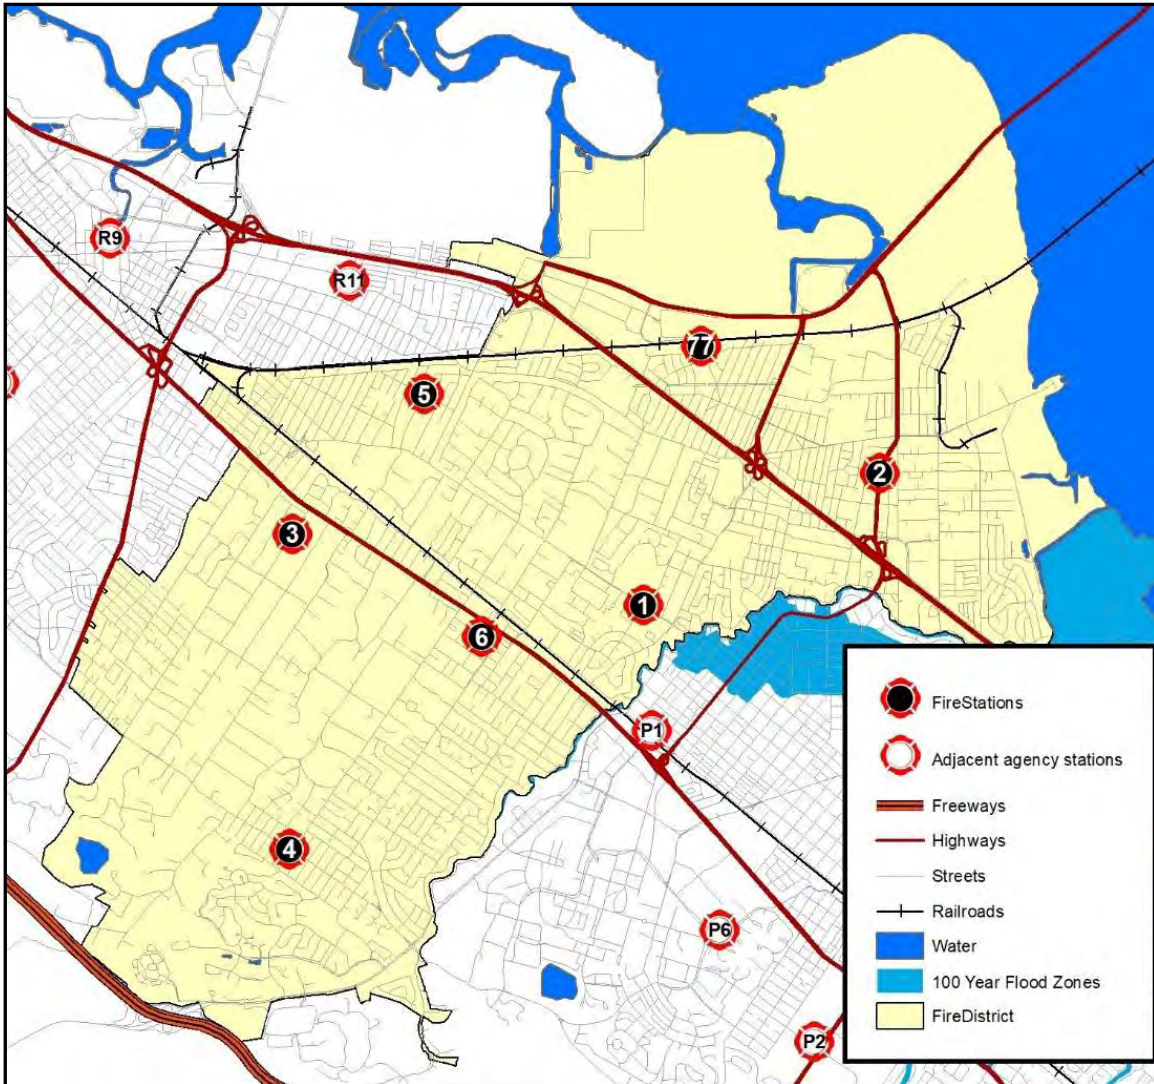 R9
R11
77
5
2
3
1
6
P1
4
P6
P2
FireStations
Adjacent agency stations
Freeways
Highways
Streets
Railroads
Water
100 Year Flood Zones
FireDistrict